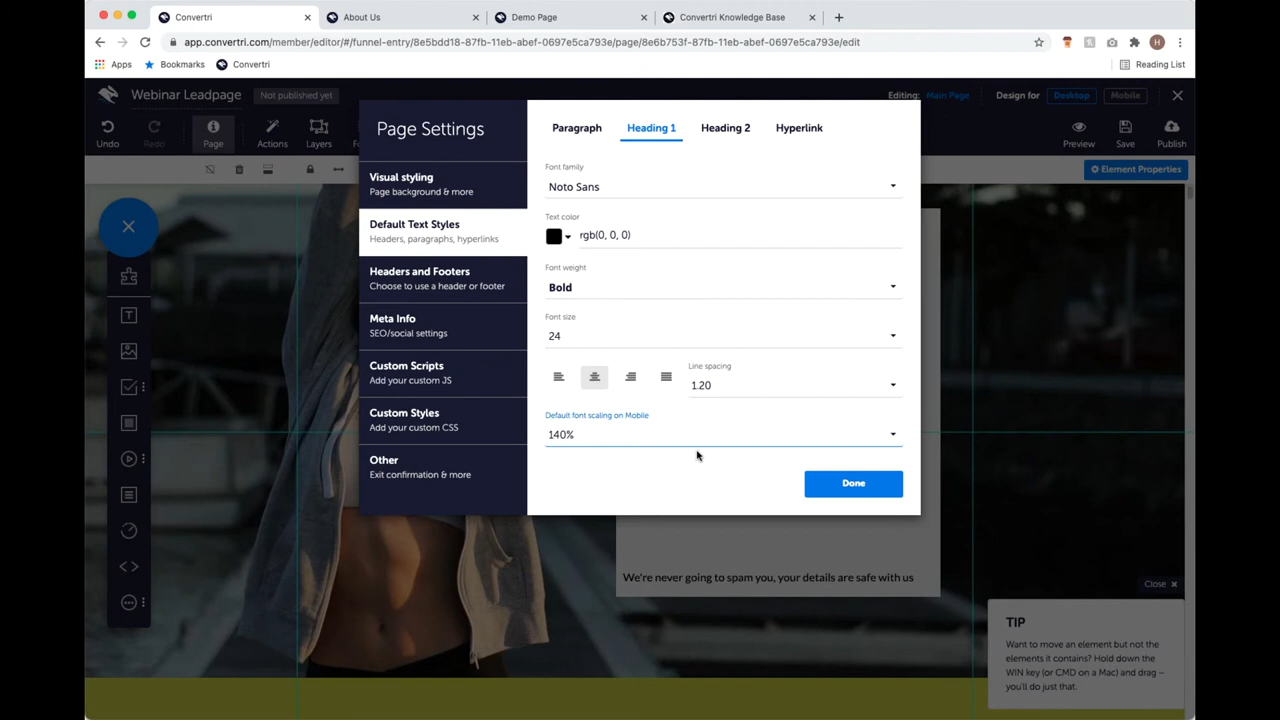 Convertri
About Us
Demo Page
Convertri Knowledge Base
app.convertri.com/member/editor/#/funnel-entry/8e5bdd18-87fb-11eb-abef-0697e5ca793e/page/8e6b753f-87fb-11eb-abef-0697e5ca793e/edit
H
Apps
Bookmarks
Convertri
Reading List
Webinar Leadpage
Not published yet
Editing: Main Page
Design for
Desktop
Mobile
Undo
Redo
Page
Actions
Layers
Preview
Save
Publish
Element Properties
Page Settings
Visual styling
Page background & more
Default Text Styles
Headers, paragraphs, hyperlinks
Headers and Footers
Choose to use a header or footer
Meta Info
SEO/social settings
Custom Scripts
Add your custom JS
Custom Styles
Add your custom CSS
Other
Exit confirmation & more
Paragraph
Heading 1
Heading 2
Hyperlink
Font family
Noto Sans
Text color
rgb(0, 0, 0)
Font weight
Bold
Font size
24
Line spacing
1.20
Default font scaling on Mobile
140%
Done
We're never going to spam you, your details are safe with us
Close
TIP
Want to move an element but not the
elements it contains? Hold down the
WIN key (or CMD on a Mac) and drag –
you'll do just that.